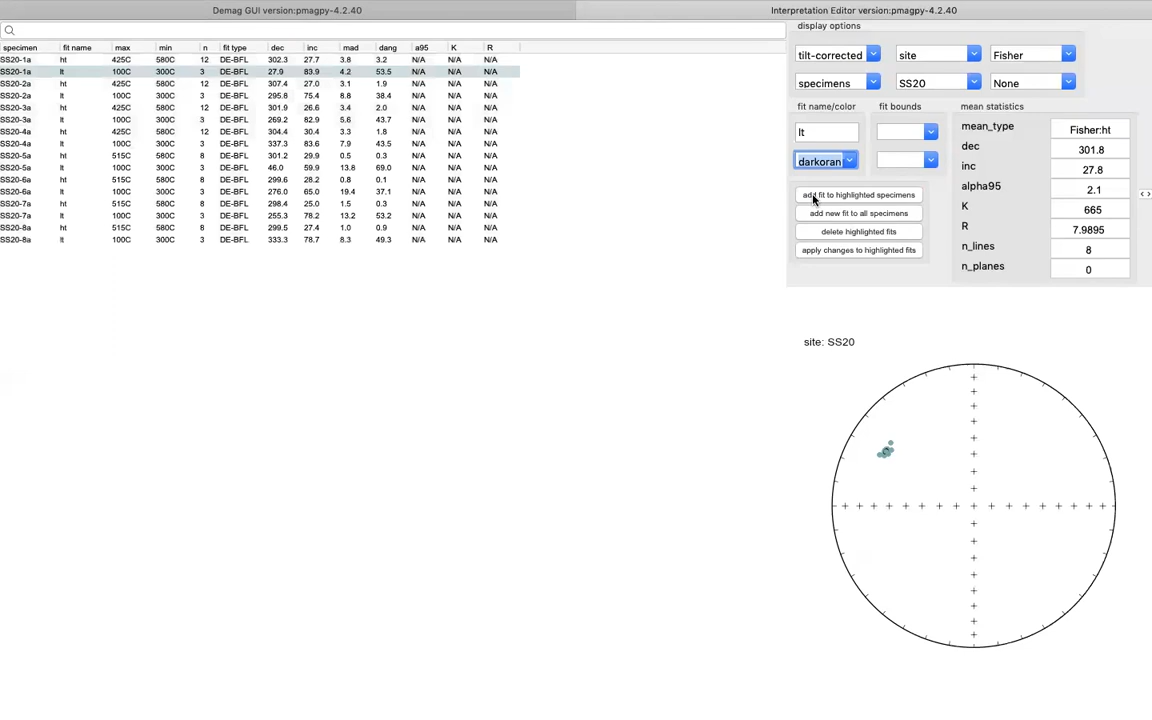 Demag GUI version:pmagpy-4.2.40
Interpretation Editor version:pmagpy-4.2.40
specimen fit name max min n fit type dec inc mad dang a95 K R
SS20-1a ht 425C 580C 12 DE-BFL 302.3 27.7 3.8 3.2 N/A N/A N/A
SS20-1a lt 100C 300C 3 DE-BFL 27.9 83.9 4.2 53.5 N/A N/A N/A
SS20-2a ht 425C 580C 12 DE-BFL 307.4 27.0 3.1 1.9 N/A N/A N/A
SS20-2a lt 100C 300C 3 DE-BFL 295.8 75.4 8.8 38.4 N/A N/A N/A
SS20-3a ht 425C 580C 12 DE-BFL 301.9 26.6 3.4 2.0 N/A N/A N/A
SS20-3a lt 100C 300C 3 DE-BFL 269.2 82.9 5.6 43.7 N/A N/A N/A
SS20-4a ht 425C 580C 12 DE-BFL 304.4 30.4 3.3 1.8 N/A N/A N/A
SS20-4a lt 100C 300C 3 DE-BFL 337.3 83.6 7.9 43.5 N/A N/A N/A
SS20-5a ht 515C 580C 8 DE-BFL 301.2 29.9 0.5 0.3 N/A N/A N/A
SS20-5a lt 100C 300C 3 DE-BFL 46.0 59.9 13.8 69.0 N/A N/A N/A
SS20-6a ht 515C 580C 8 DE-BFL 299.6 28.2 0.8 0.1 N/A N/A N/A
SS20-6a lt 100C 300C 3 DE-BFL 276.0 65.0 19.4 37.1 N/A N/A N/A
SS20-7a ht 515C 580C 8 DE-BFL 298.4 25.0 1.5 0.3 N/A N/A N/A
SS20-7a lt 100C 300C 3 DE-BFL 255.3 78.2 13.2 53.2 N/A N/A N/A
SS20-8a ht 515C 580C 8 DE-BFL 299.5 27.4 1.0 0.9 N/A N/A N/A
SS20-8a lt 100C 300C 3 DE-BFL 333.3 78.7 8.3 49.3 N/A N/A N/A
display options
tilt-corrected site Fisher
specimens SS20 None
fit name/color fit bounds mean statistics
lt
darkoran
add fit to highlighted specimens
add new fit to all specimens
delete highlighted fits
apply changes to highlighted fits
mean_type Fisher:ht
dec 301.8
inc 27.8
alpha95 2.1
K 665
R 7.9895
n_lines 8
n_planes 0
site: SS20